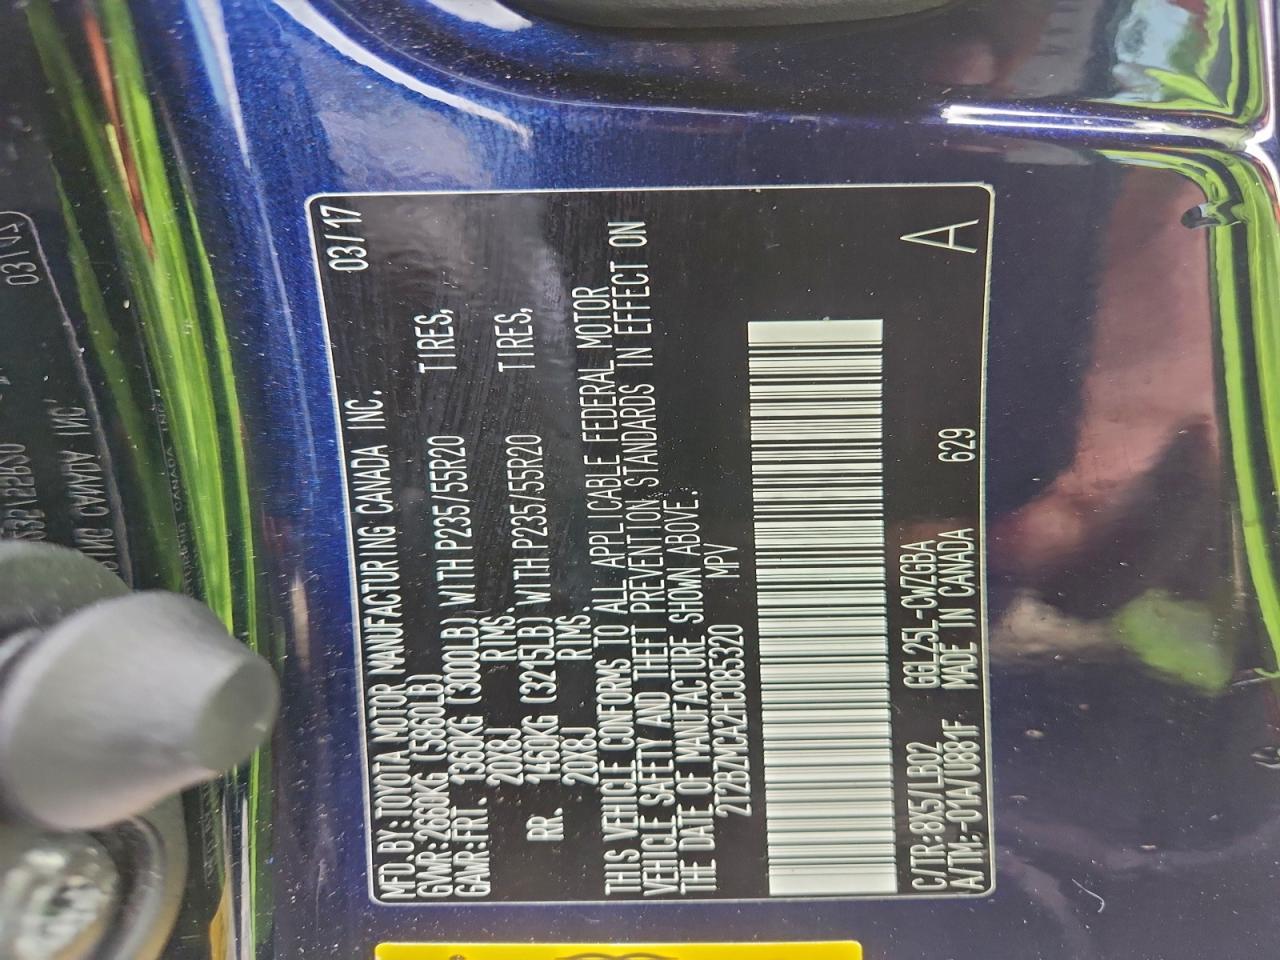 MFD. BY: TOYOTA MOTOR MANUFACTURING CANADA INC. 03/17
GVWR: 2660KG (5860LB)
GAWR: FRT. 1360KG (3000LB) WITH P235/55R20 TIRES,
20X8J RIMS.
RR. 1460KG (3215LB) WITH P235/55R20 TIRES,
20X8J RIMS.
THIS VEHICLE CONFORMS TO ALL APPLICABLE FEDERAL MOTOR
VEHICLE SAFETY AND THEFT PREVENTION STANDARDS IN EFFECT ON
THE DATE OF MANUFACTURE SHOWN ABOVE.
2T2BZMCA2HC085320 MPV
C/TR: 8X5/LB02 GGL25L-CWZGBA A
A/TM: -01A/U881F MADE IN CANADA 629